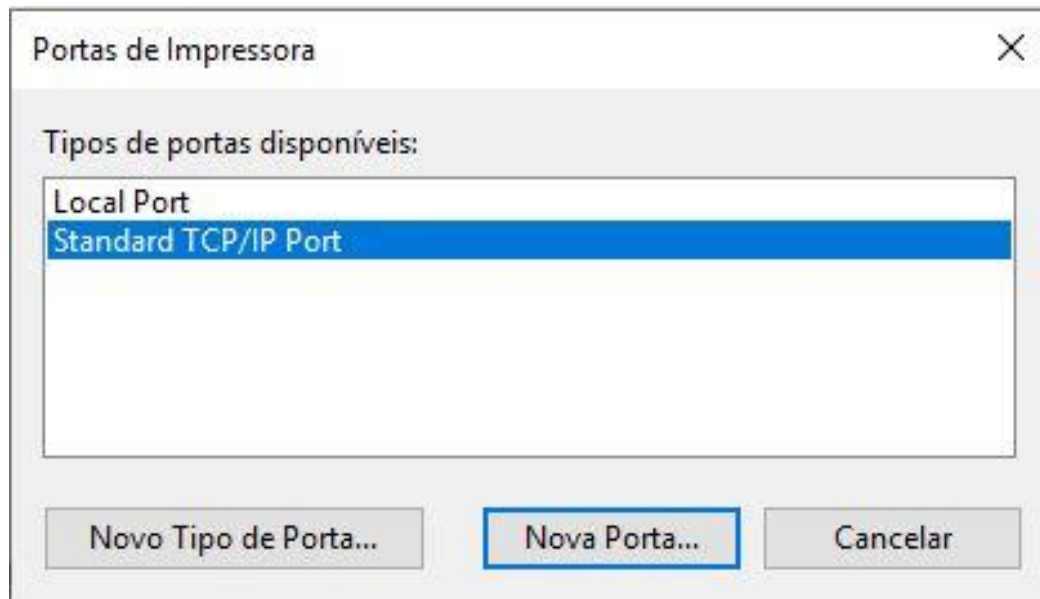 Portas de Impressora
Tipos de portas disponíveis:
Local Port
Standard TCP/IP Port
Novo Tipo de Porta... Nova Porta... Cancelar